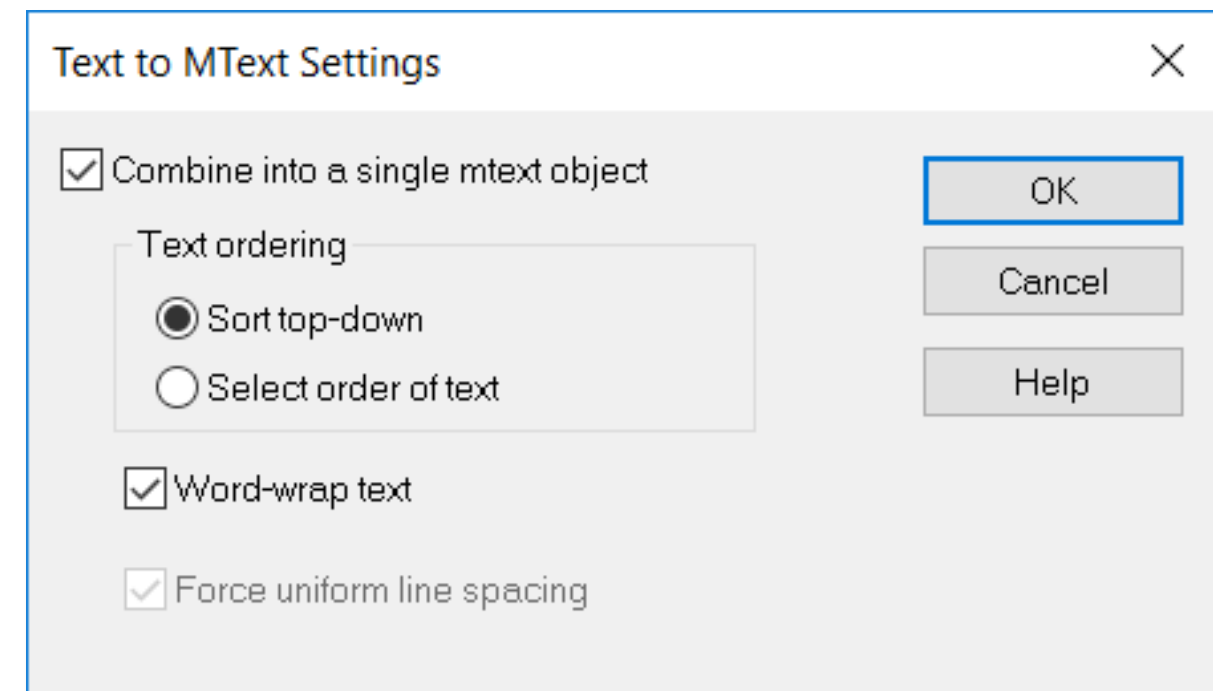 Text to MText Settings
Combine into a single mtext object
OK
Text ordering
Cancel
Sort top-down
Help
Select order of text
Word-wrap text
Force uniform line spacing